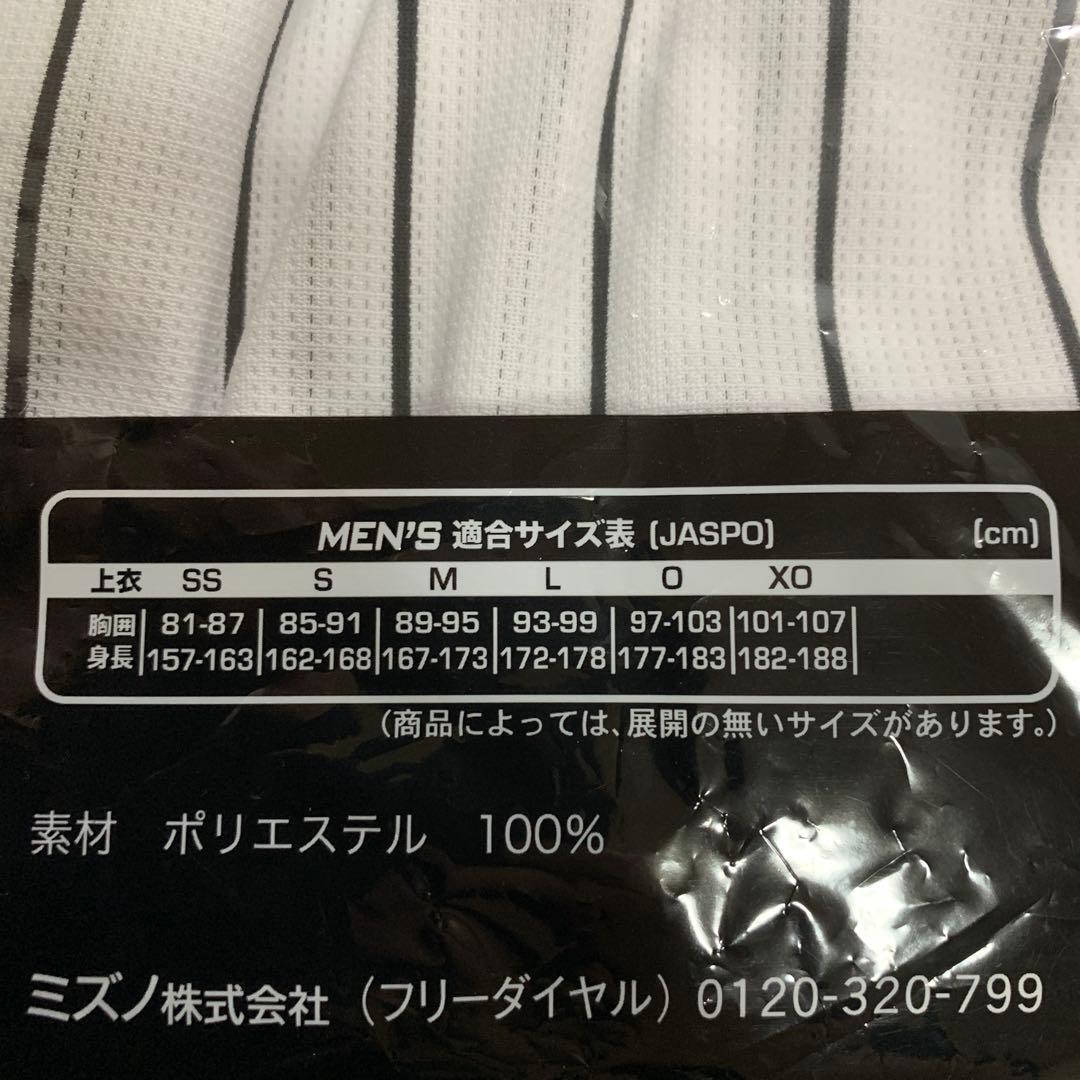 MEN'S 適合サイズ表 (JASPO) (cm)
上衣 SS S M L O XO
胸囲 81-87 85-91 89-95 93-99 97-103 101-107
身長 157-163 162-168 167-173 172-178 177-183 182-188
(商品によっては、展開の無いサイズがあります。)
素材 ポリエステル 100%
ミズノ株式会社 (フリーダイヤル) 0120-320-799